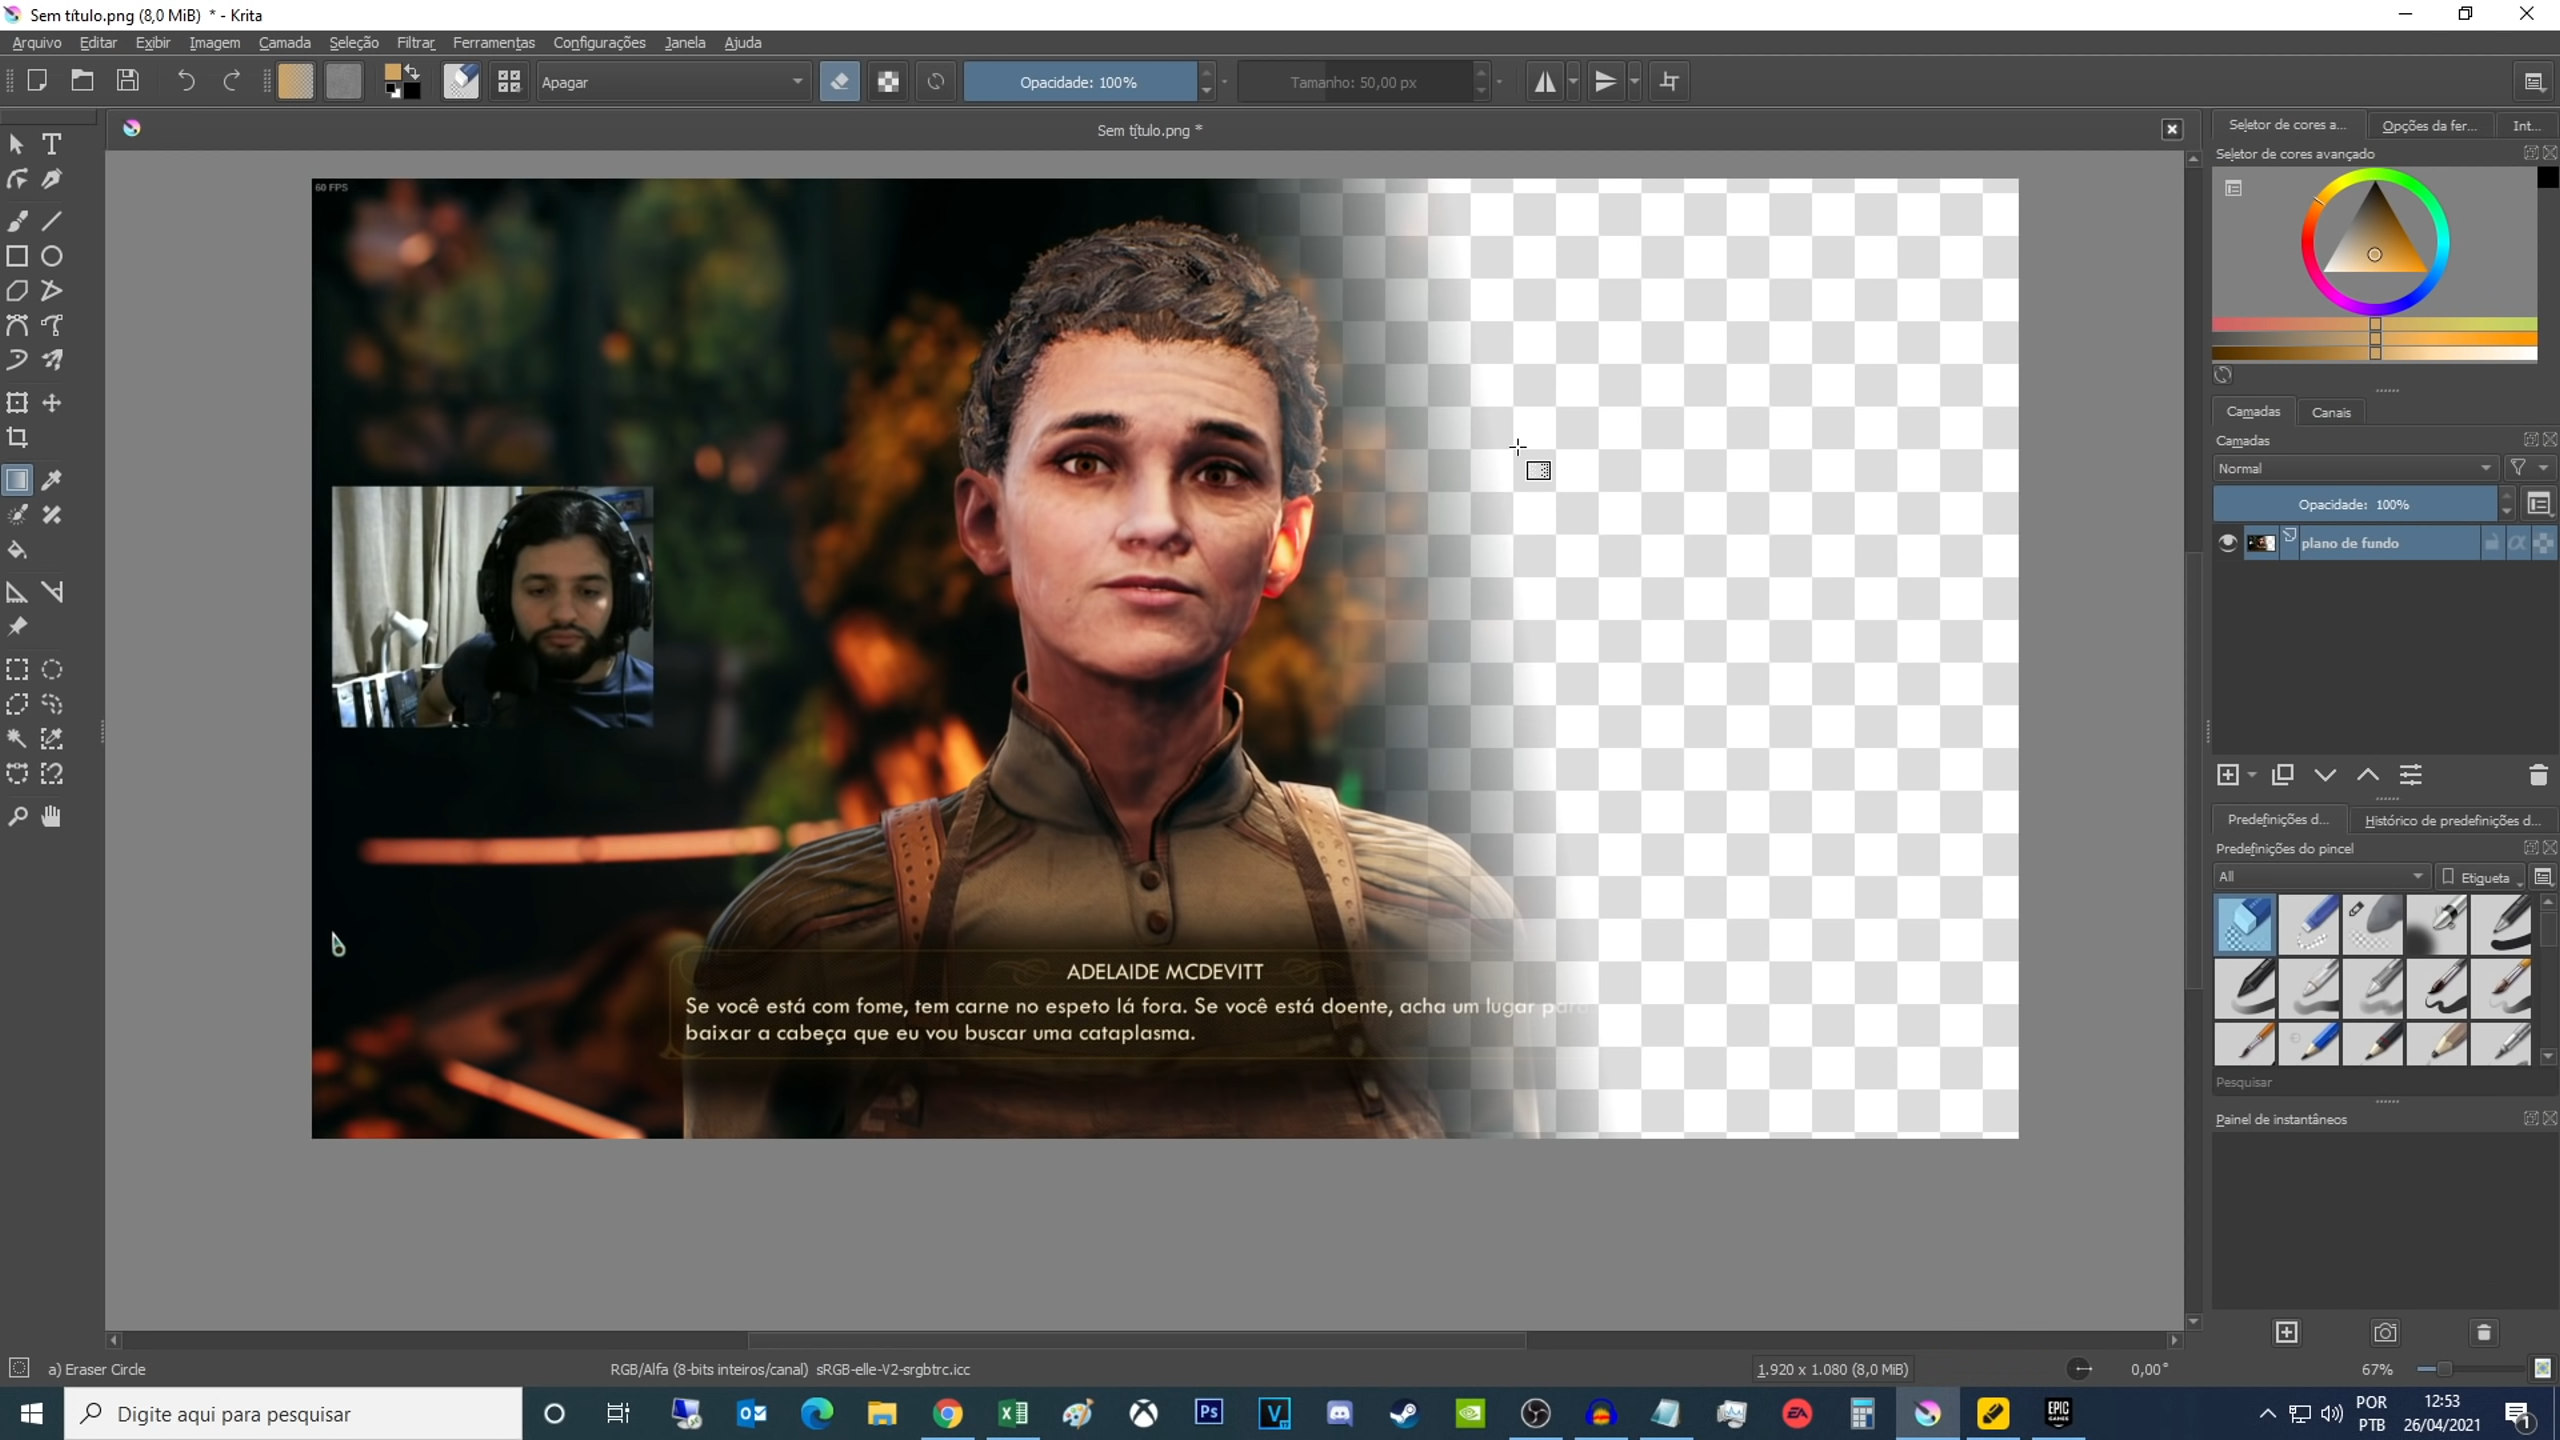 Sem título.png (8,0 MiB) * - Krita
Arquivo Editar Exibir Imagem Camada Seleção Filtrar Ferramentas Configurações Janela Ajuda
Apagar
Opacidade: 100%
Tamanho: 50,00 px
Sem título.png *
Seletor de cores a...
Opções da fer...
Int...
Seletor de cores avançado
60 FPS
Camadas
Canais
Camadas
Normal
Opacidade: 100%
plano de fundo
Predefinições d...
Histórico de predefinições d...
Predefinições do pincel
All
Etiqueta
ADELAIDE MCDEVITT
Se você está com fome, tem carne no espeto lá fora. Se você está doente, acha um lugar para
baixar a cabeça que eu vou buscar uma cataplasma.
Pesquisar
Painel de instantâneos
a) Eraser Circle
RGB/Alfa (8-bits inteiros/canal) sRGB-elle-V2-srgbtrc.icc
1.920 x 1.080 (8,0 MiB)
0,00°
67%
Digite aqui para pesquisar
Ps
V
EA
EPIC
GAMES
POR
PTB
12:53
26/04/2021
1